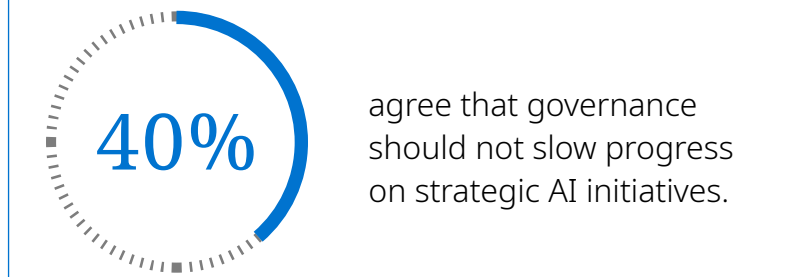 40%
agree that governance
should not slow progress
on strategic AI initiatives.